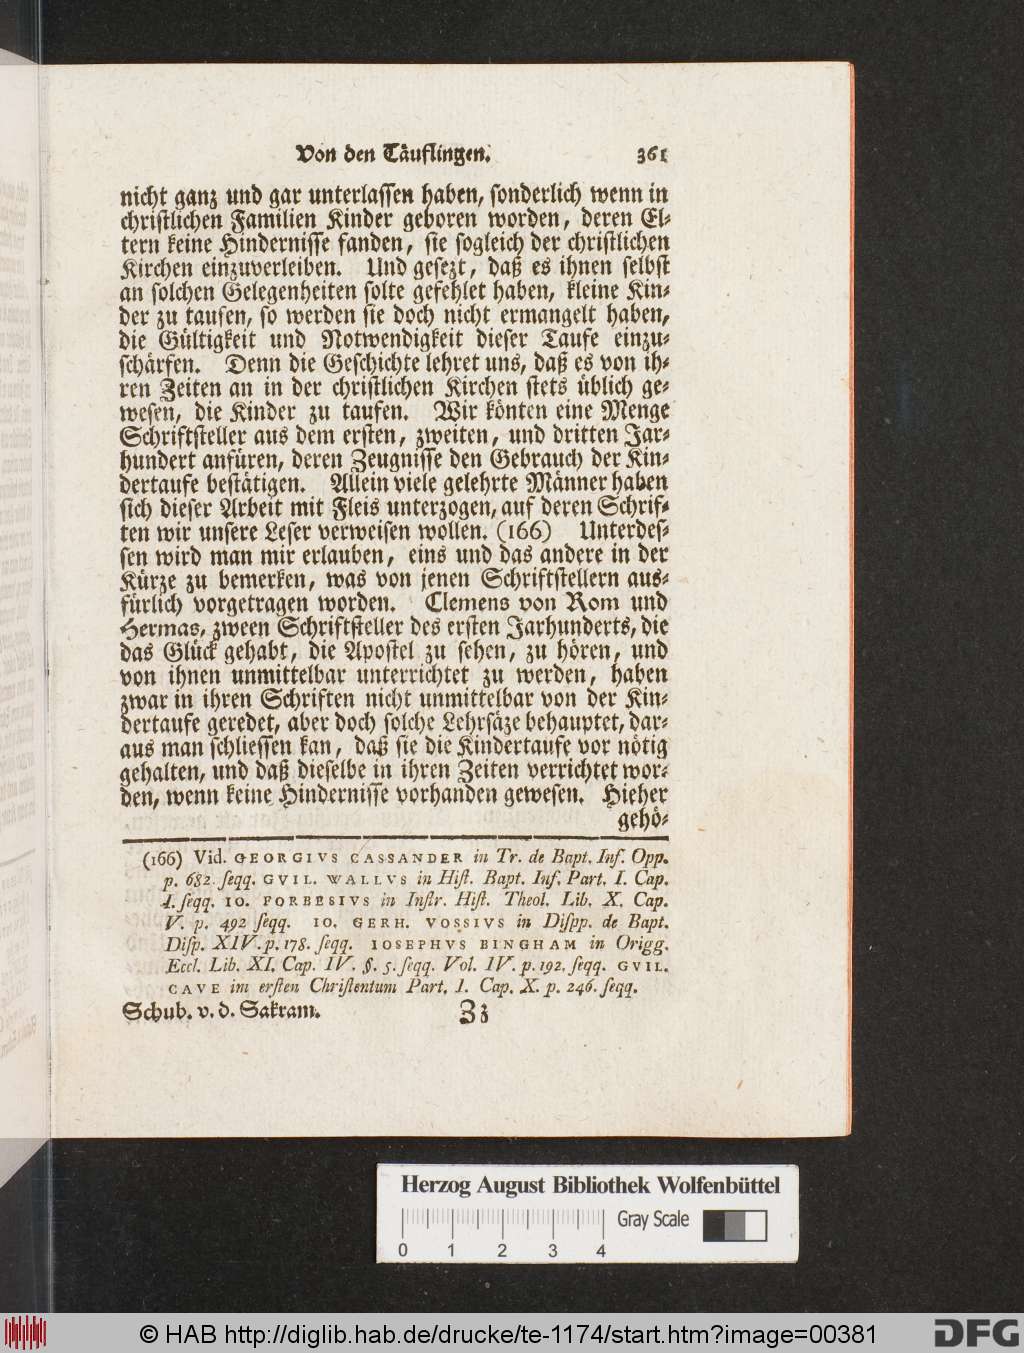 Von den Täuflingen. 361
nicht ganz und gar unterlassen haben, sonderlich wenn in
christlichen Familien Kinder geboren worden, deren El-
tern keine Hindernisse fanden, sie sogleich der christlichen
Kirchen einzuverleiben. Und gesezt, daß es ihnen selbst
an solchen Gelegenheiten solte gefehlet haben, kleine Kin-
der zu taufen, so werden sie doch nicht ermangelt haben,
die Gültigkeit und Notwendigkeit dieser Taufe einzu-
schärfen. Denn die Geschichte lehret uns, daß es von ih-
ren Zeiten an in der christlichen Kirchen stets üblich ge-
wesen, die Kinder zu taufen. Wir könten eine Menge
Schriftsteller aus dem ersten, zweiten, und dritten Jar-
hundert anfüren, deren Zeugnisse den Gebrauch der Kin-
dertaufe bestätigen. Allein viele gelehrte Männer haben
sich dieser Arbeit mit Fleis unterzogen, auf deren Schrif-
ten wir unsere Leser verweisen wollen. (166) Unterdes-
sen wird man mir erlauben, eins und das andere in der
Kürze zu bemerken, was von jenen Schriftstellern aus-
fürlich vorgetragen worden. Clemens von Rom und
Hermas, zween Schriftsteller des ersten Jarhunderts, die
das Glück gehabt, die Apostel zu sehen, zu hören, und
von ihnen unmittelbar unterrichtet zu werden, haben
zwar in ihren Schriften nicht unmittelbar von der Kin-
dertaufe geredet, aber doch solche Lehrsäze behauptet, dar-
aus man schliessen kan, daß sie die Kindertaufe vor nötig
gehalten, und daß dieselbe in ihren Zeiten verrichtet wor-
den, wenn keine Hindernisse vorhanden gewesen. Hieher
gehö-
(166) Vid. GEORGIVS CASSANDER in Tr. de Bapt. Inf. Opp.
p. 682. seqq. GVIL. WALLVS in Hist. Bapt. Inf. Part. I. Cap.
I. seqq. IO. FORBESIVS in Instr. Hist. Theol. Lib. X. Cap.
V. p. 492 seqq. IO. GERH. VOSSIVS in Dispp. de Bapt.
Disp. XIV. p. 178. seqq. IOSEPHVS BINGHAM in Origg.
Eccl. Lib. XI. Cap. IV. §. 5. seqq. Vol. IV. p. 192. seqq. GVIL.
CAVE im ersten Christentum Part. I. Cap. X. p. 246. seqq.
Schub. v. d. Sakram. Zz
Herzog August Bibliothek Wolfenbüttel
Gray Scale
0 1 2 3 4
© HAB http://diglib.hab.de/drucke/te-1174/start.htm?image=00381
DFG